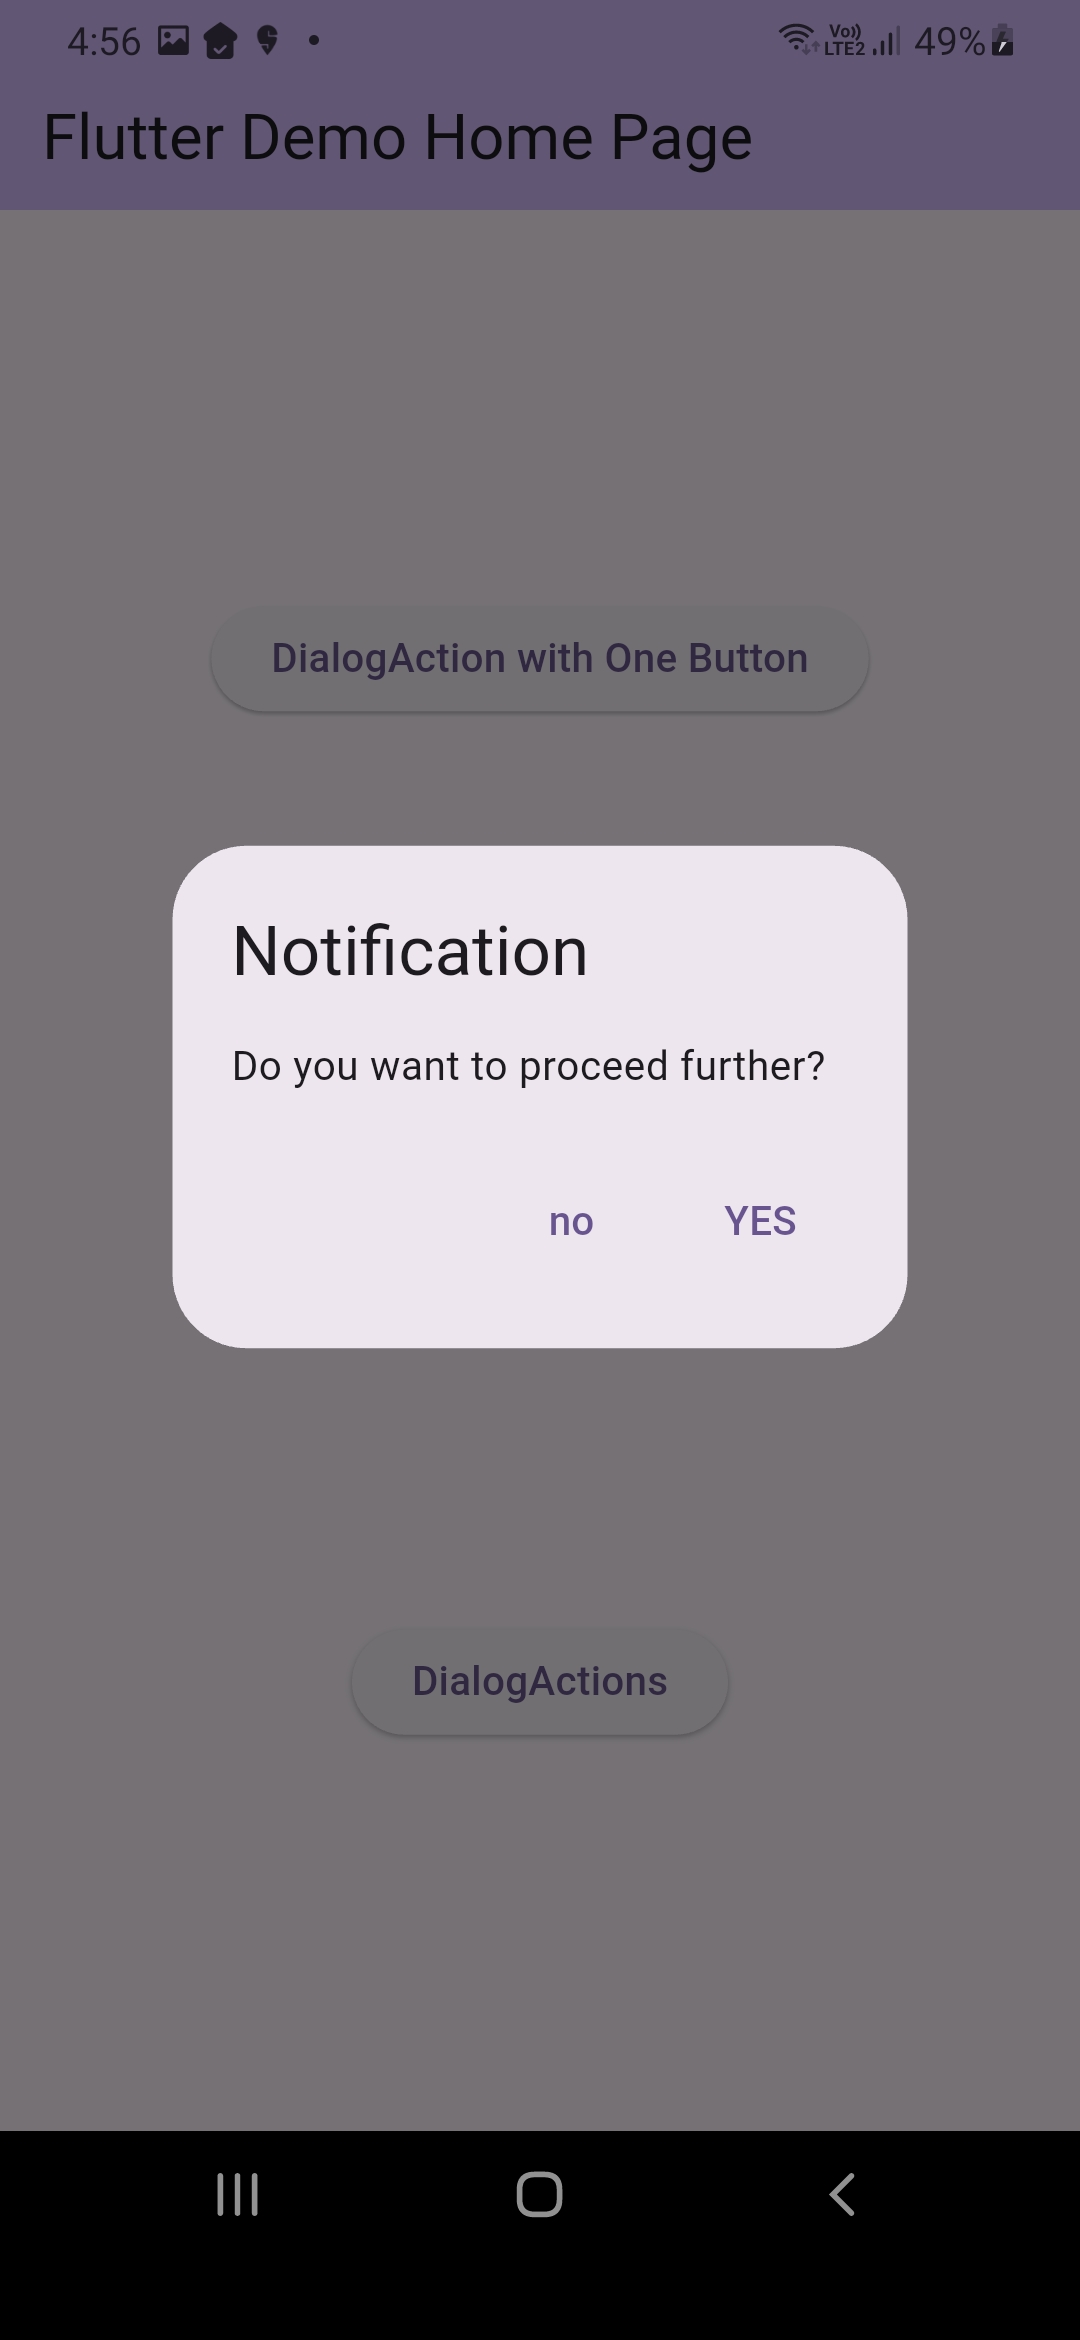 4:56 Vo)) LTE2 49%
Flutter Demo Home Page
DialogAction with One Button
Notification
Do you want to proceed further?
no YES
DialogActions